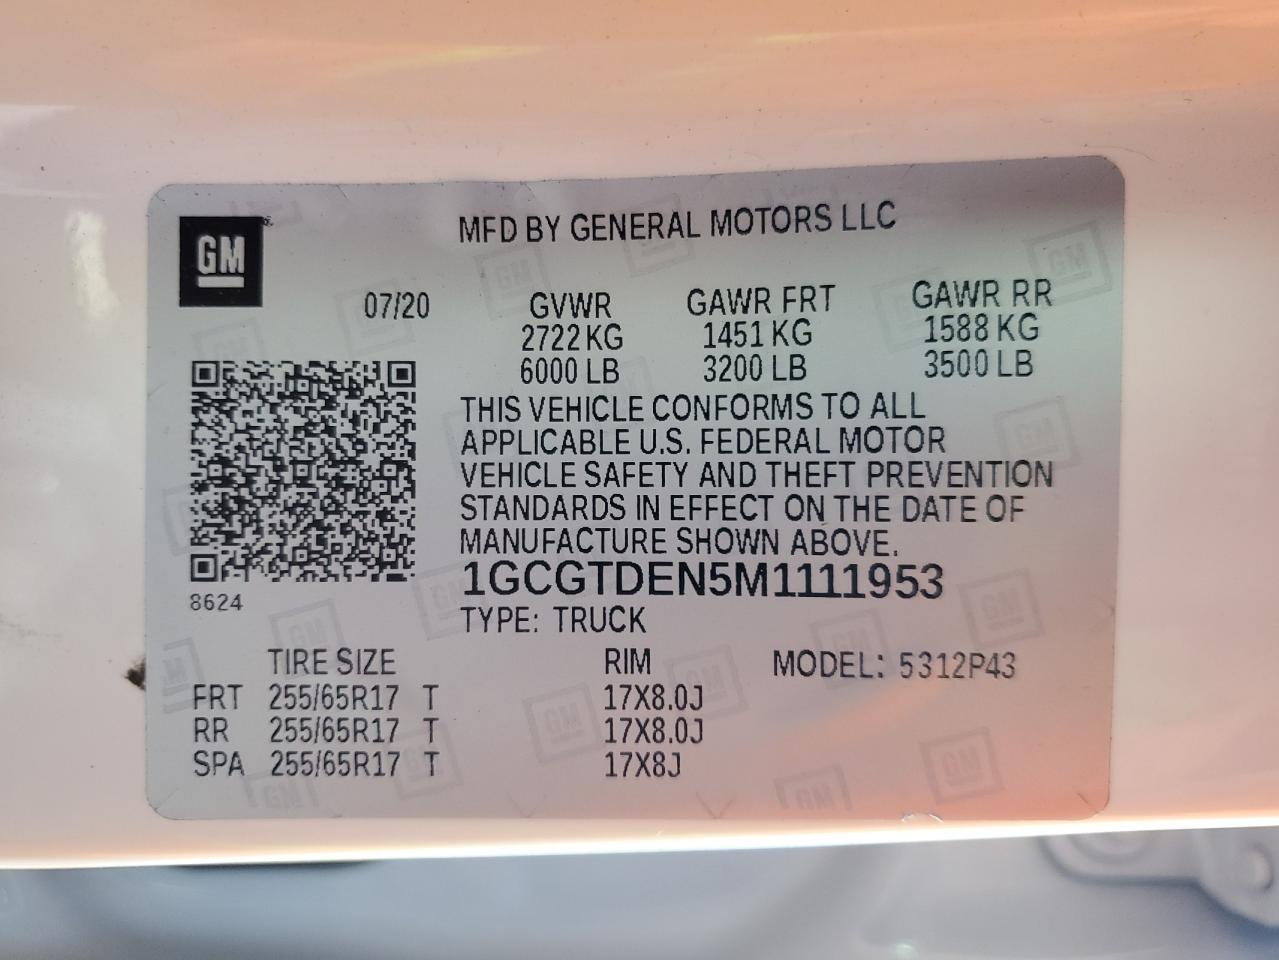 GM
MFD BY GENERAL MOTORS LLC
07/20 GVWR GAWR FRT GAWR RR
2722 KG 1451 KG 1588 KG
6000 LB 3200 LB 3500 LB
THIS VEHICLE CONFORMS TO ALL
APPLICABLE U.S. FEDERAL MOTOR
VEHICLE SAFETY AND THEFT PREVENTION
STANDARDS IN EFFECT ON THE DATE OF
MANUFACTURE SHOWN ABOVE.
1GCGTDEN5M1111953
8624
TYPE: TRUCK
TIRE SIZE RIM MODEL: 5312P43
FRT 255/65R17 T 17X8.0J
RR 255/65R17 T 17X8.0J
SPA 255/65R17 T 17X8J